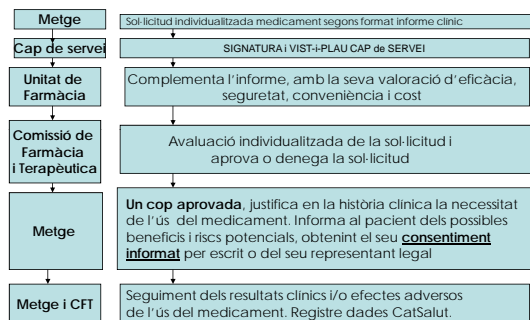 Metge
Sol·licitud individualitzada medicament segons format informe clínic
Cap de servei
SIGNATURA i VIST-i-PLAU CAP de SERVEI
Unitat de
Farmàcia
Complementa l'informe, amb la seva valoració d'eficàcia,
seguretat, conveniència i cost
Comissió de
Farmàcia
i Terapèutica
Avaluació individualitzada de la sol·licitud i
aprova o denega la sol·licitud
Metge
Un cop aprovada, justifica en la història clínica la necessitat
de l'ús del medicament. Informa al pacient dels possibles
beneficis i riscs potencials, obtenint el seu consentiment
informat per escrit o del seu representant legal
Metge i CFT
Seguiment dels resultats clínics i/o efectes adversos
de l'ús del medicament. Registre dades CatSalut.